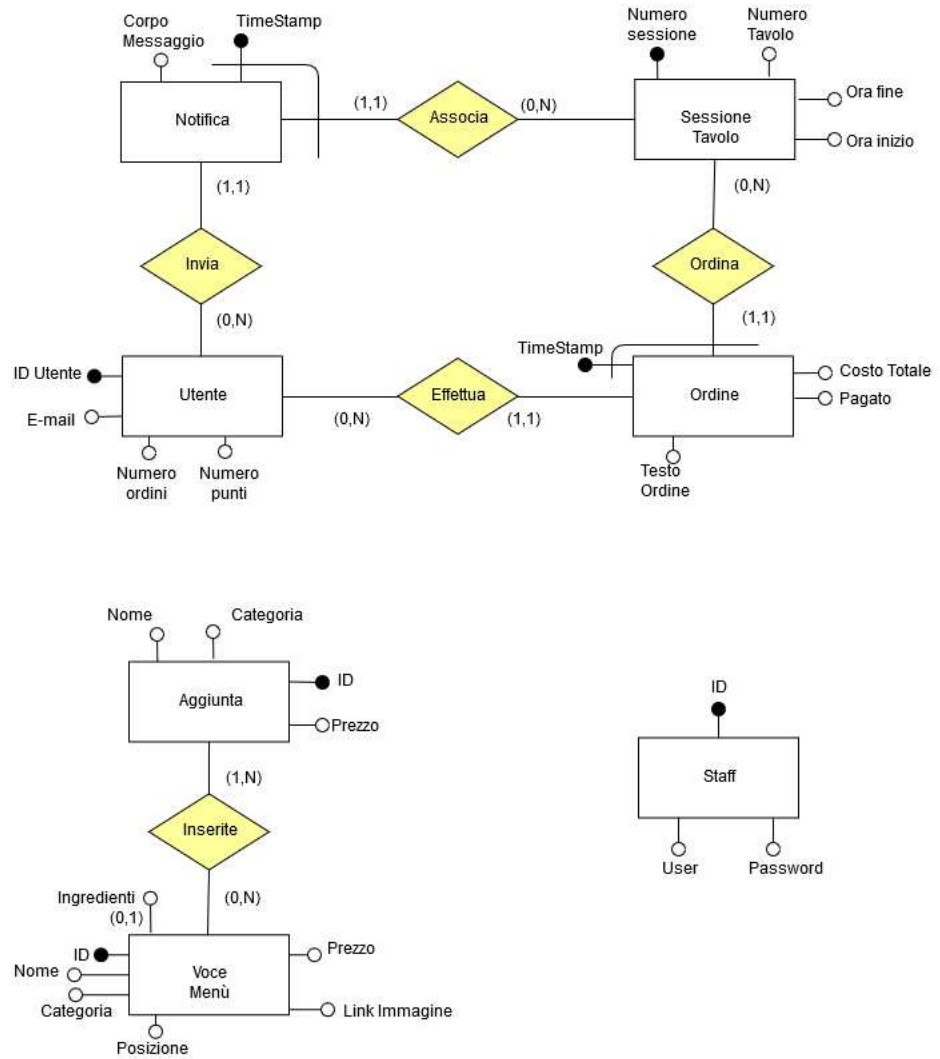 Corpo
Messaggio
TimeStamp
Numero
sessione
Numero
Tavolo
Notifica
(1,1)
Associa
(0,N)
Sessione
Tavolo
Ora fine
Ora inizio
(1,1)
(0,N)
Invia
Ordina
(0,N)
(1,1)
TimeStamp
ID Utente
E-mail
Utente
(0,N)
Effettua
(1,1)
Ordine
Costo Totale
Pagato
Numero
ordini
Numero
punti
Testo
Ordine
Nome
Categoria
Aggiunta
ID
Prezzo
(1,N)
Inserite
(0,N)
Ingredienti
(0,1)
ID
Nome
Categoria
Voce
Menù
Prezzo
Link Immagine
Posizione
ID
Staff
User
Password